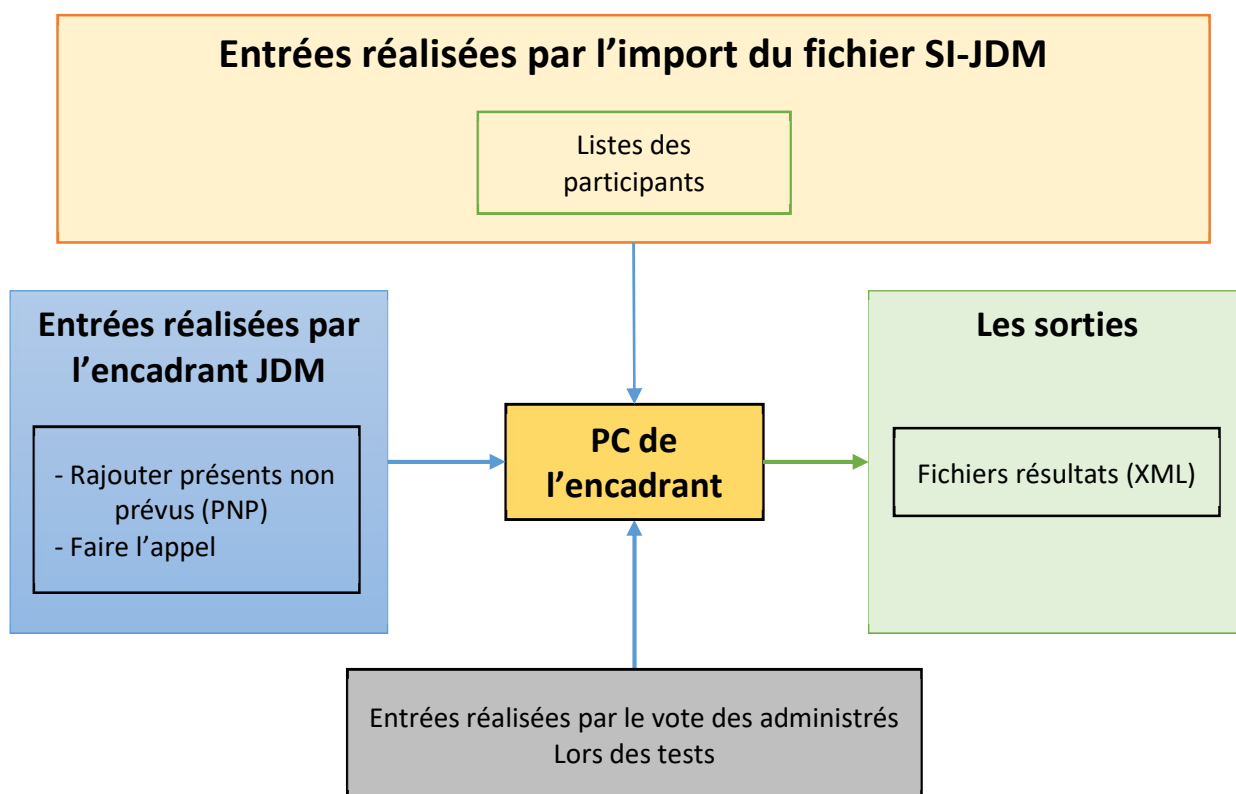 Entrées réalisées par l'import du fichier SI-JDM
Listes des
participants
Entrées réalisées par
l'encadrant JDM
- Rajouter présents non
prévus (PNP)
- Faire l'appel
PC de
l'encadrant
Les sorties
Fichiers résultats (XML)
Entrées réalisées par le vote des administrés
Lors des tests